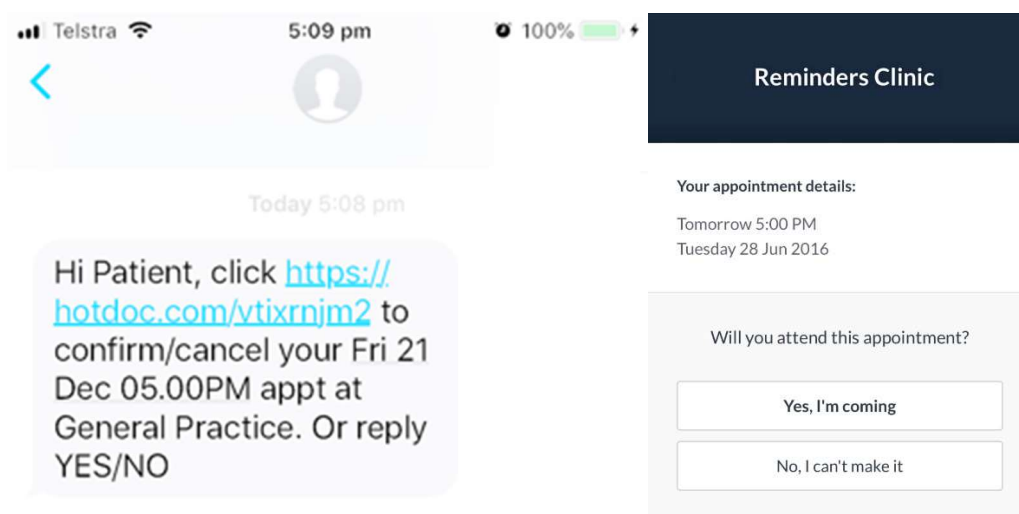 Telstra 5:09 pm 100%
Today 5:08 pm
Hi Patient, click https://
hotdoc.com/vtixrnjm2 to
confirm/cancel your Fri 21
Dec 05.00PM appt at
General Practice. Or reply
YES/NO
Reminders Clinic
Your appointment details:
Tomorrow 5:00 PM
Tuesday 28 Jun 2016
Will you attend this appointment?
Yes, I'm coming
No, I can't make it